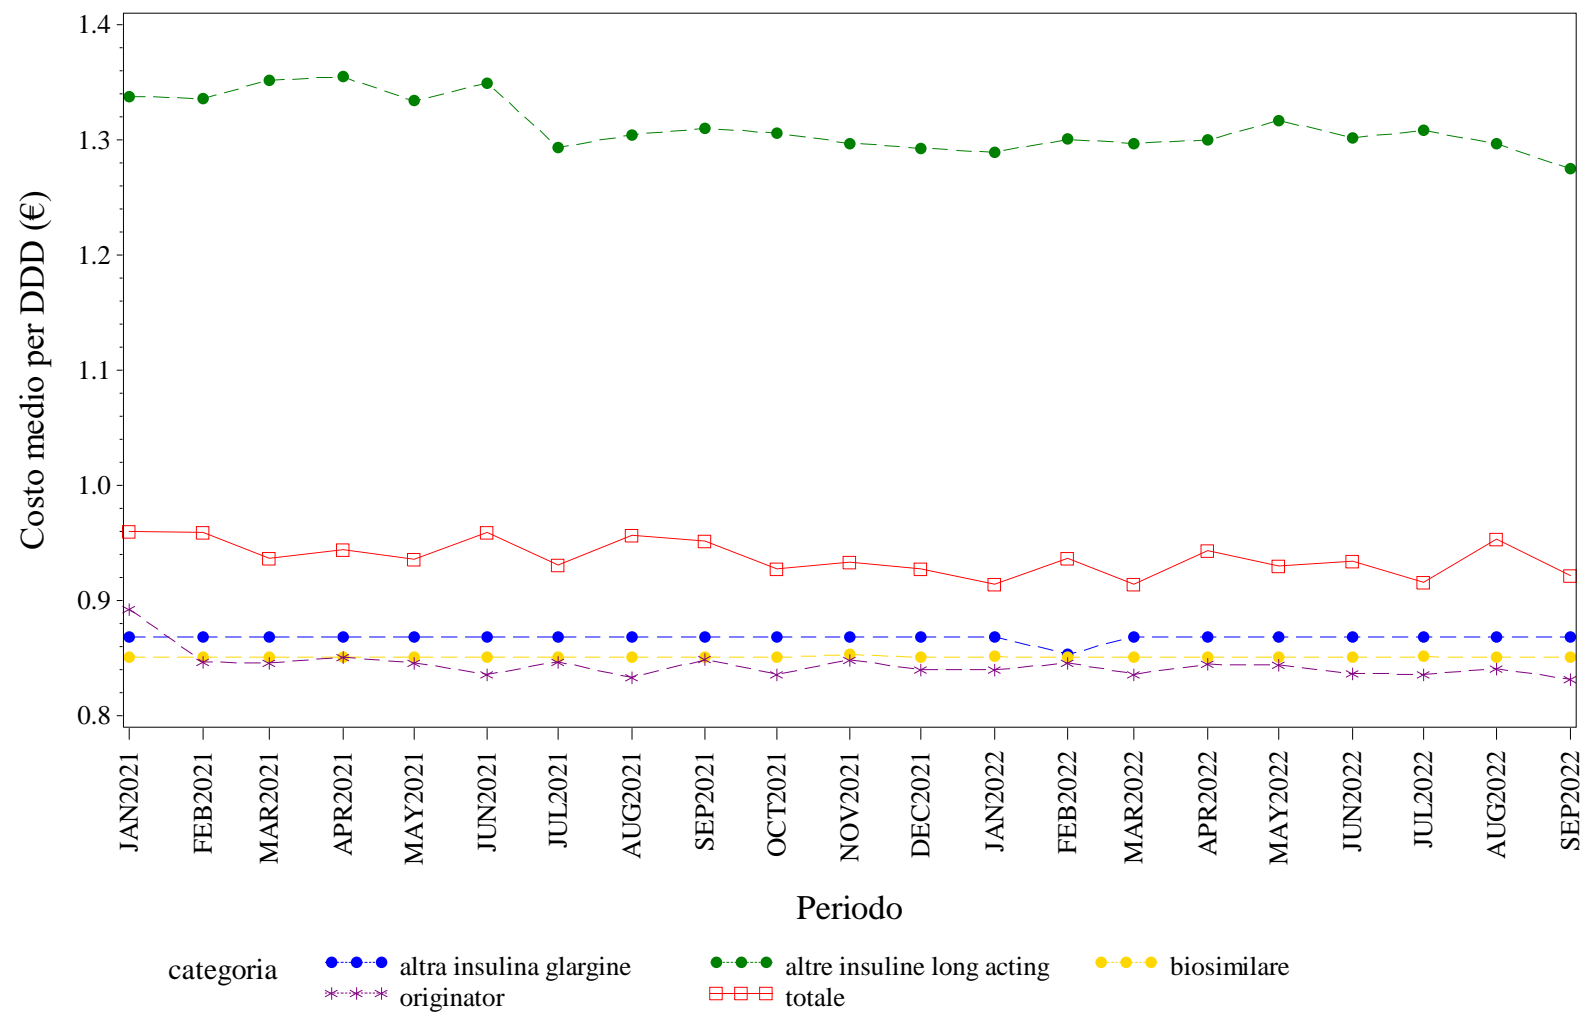 Costo medio per DDD (€)
1.4
1.3
1.2
1.1
1.0
0.9
0.8
JAN2021
FEB2021
MAR2021
APR2021
MAY2021
JUN2021
JUL2021
AUG2021
SEP2021
OCT2021
NOV2021
DEC2021
JAN2022
FEB2022
MAR2022
APR2022
MAY2022
JUN2022
JUL2022
AUG2022
SEP2022
Periodo
categoria altra insulina glargine altre insuline long acting biosimilare
originator totale